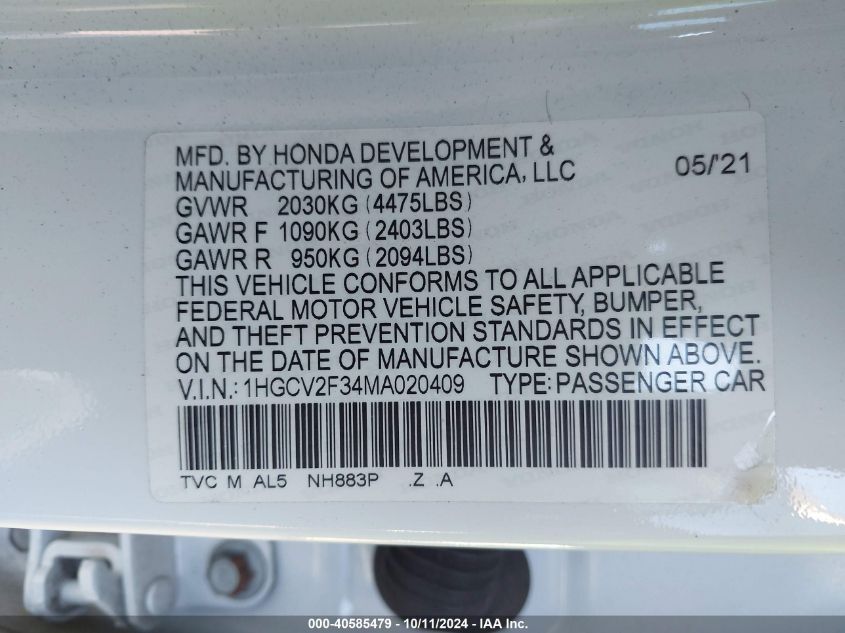 MFD. BY HONDA DEVELOPMENT &
MANUFACTURING OF AMERICA, LLC 05/'21
GVWR 2030KG (4475LBS)
GAWR F 1090KG (2403LBS)
GAWR R 950KG (2094LBS)
THIS VEHICLE CONFORMS TO ALL APPLICABLE
FEDERAL MOTOR VEHICLE SAFETY, BUMPER,
AND THEFT PREVENTION STANDARDS IN EFFECT
ON THE DATE OF MANUFACTURE SHOWN ABOVE.
V.I.N.: 1HGCV2F34MA020409 TYPE: PASSENGER CAR
TVC M AL5 NH883P .Z .A
000-40585479 - 10/11/2024 - IAA Inc.